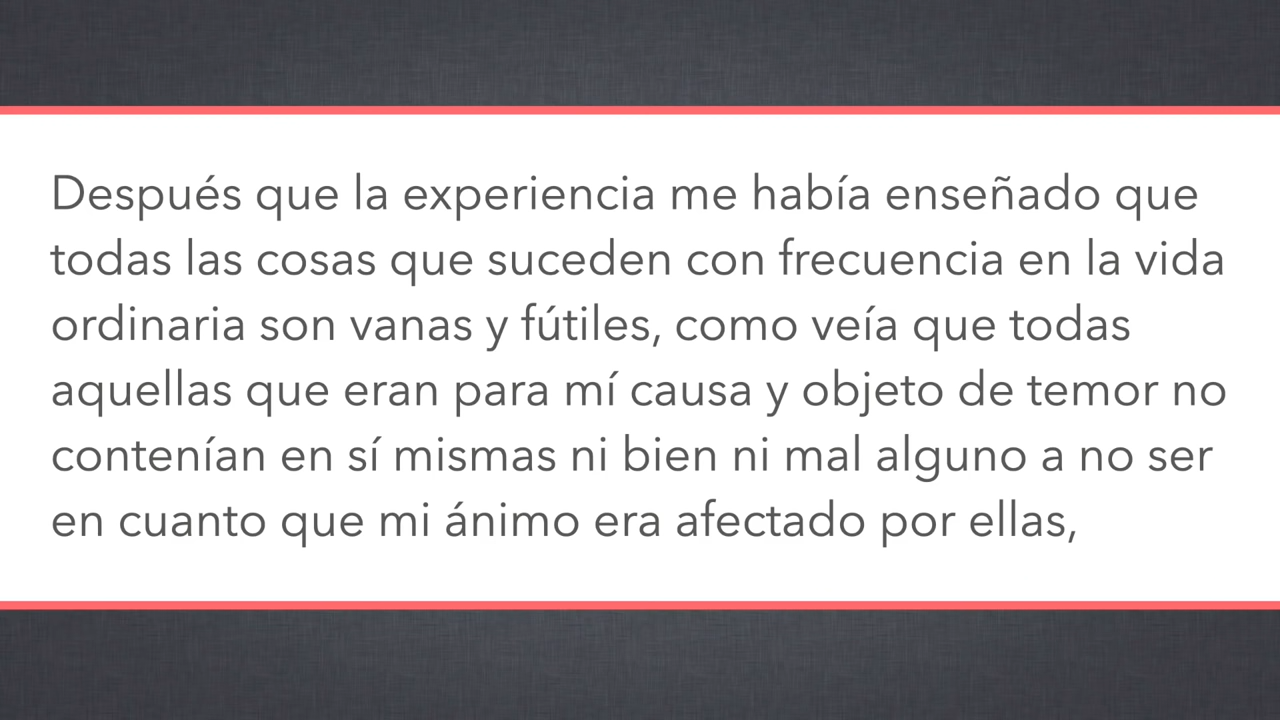 Después que la experiencia me había enseñado que
todas las cosas que suceden con frecuencia en la vida
ordinaria son vanas y fútiles, como veía que todas
aquellas que eran para mí causa y objeto de temor no
contenían en sí mismas ni bien ni mal alguno a no ser
en cuanto que mi ánimo era afectado por ellas,